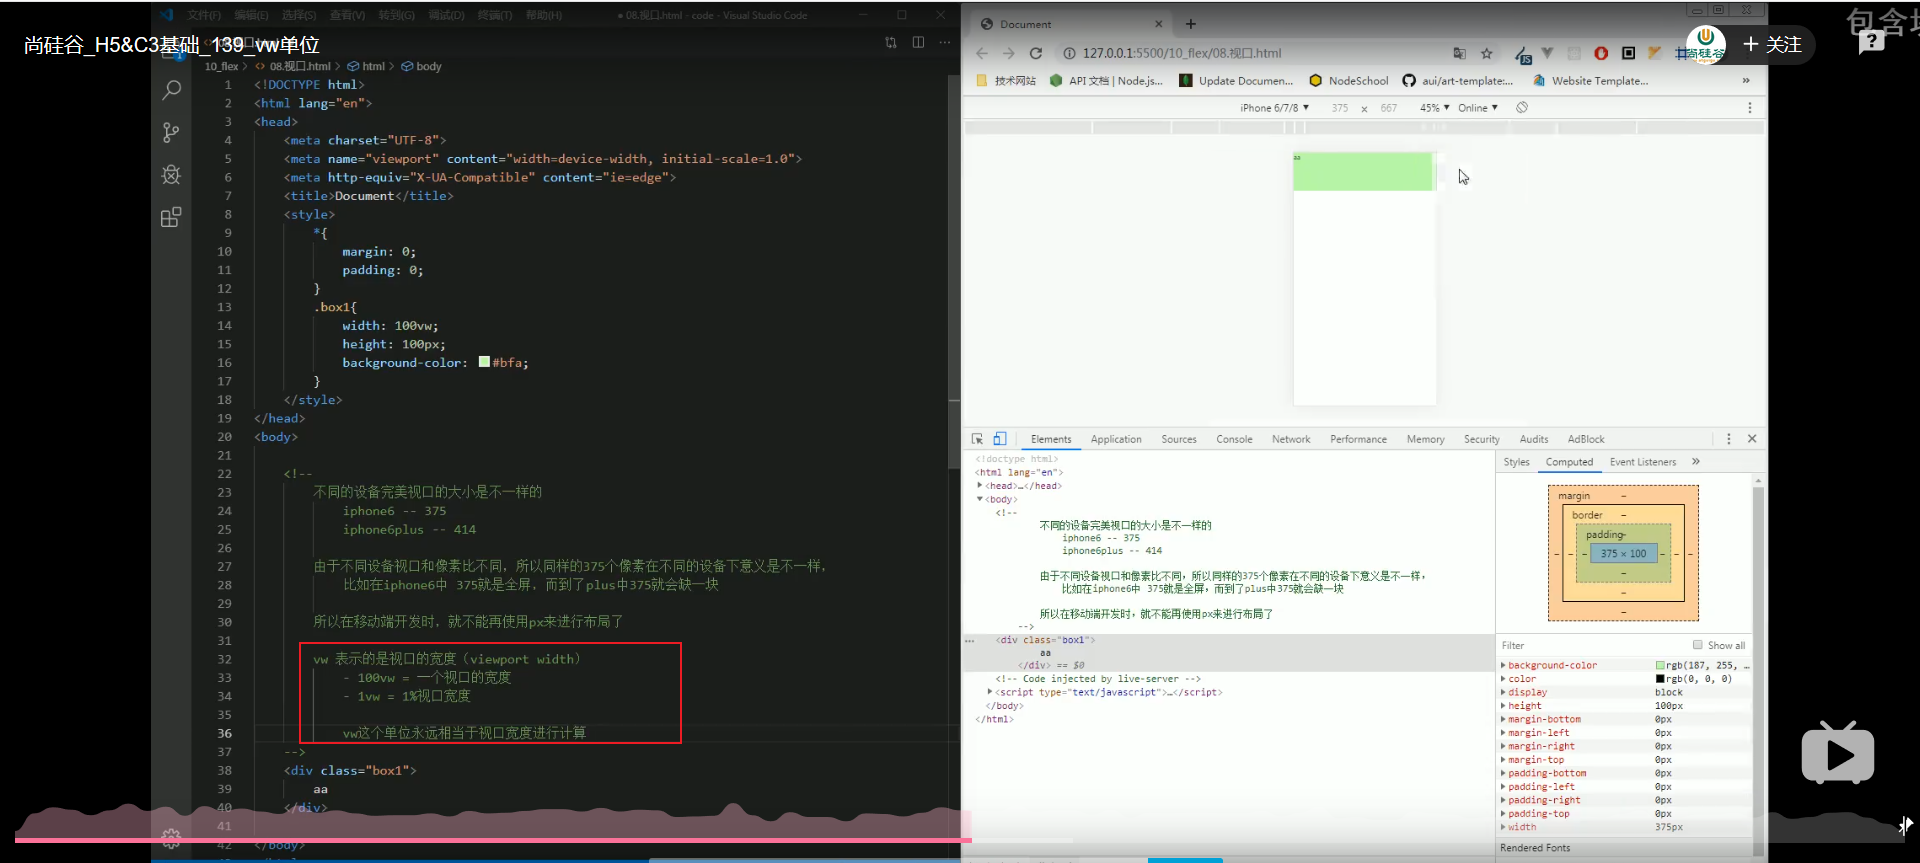 文件(F) 编辑(E) 选择(S) 查看(V) 转到(G) 调试(D) 终端(T) 帮助(H)
● 08.视口.html - code - Visual Studio Code
尚硅谷_H5&C3基础_139_vw单位
10_flex > 08.视口.html > html > body
1 <!DOCTYPE html>
2 <html lang="en">
3 <head>
4 <meta charset="UTF-8">
5 <meta name="viewport" content="width=device-width, initial-scale=1.0">
6 <meta http-equiv="X-UA-Compatible" content="ie=edge">
7 <title>Document</title>
8 <style>
9 *{
10 margin: 0;
11 padding: 0;
12 }
13 .box1{
14 width: 100vw;
15 height: 100px;
16 background-color: #bfa;
17 }
18 </style>
19 </head>
20 <body>
21
22 <!--
23 不同的设备完美视口的大小是不一样的
24 iphone6 -- 375
25 iphone6plus -- 414
26
27 由于不同设备视口和像素比不同，所以同样的375个像素在不同的设备下意义是不一样，
28 比如在iphone6中 375就是全屏，而到了plus中375就会缺一块
29
30 所以在移动端开发时，就不能再使用px来进行布局了
31
32 vw 表示的是视口的宽度（viewport width）
33 - 100vw = 一个视口的宽度
34 - 1vw = 1%视口宽度
35
36 vw这个单位永远相当于视口宽度进行计算
37 -->
38 <div class="box1">
39 aa
40 </div>
41
42 </body>
Document
127.0.0.1:5500/10_flex/08.视口.html
尚硅谷
关注
技术网站 API 文档 | Node.js... Update Documen... NodeSchool aui/art-template:... Website Template... »
iPhone 6/7/8 ▼ 375 x 667 45% ▼ Online ▼
aa
Elements Application Sources Console Network Performance Memory Security Audits AdBlock
<!doctype html>
<html lang="en">
<head>…</head>
<body>
<!--
不同的设备完美视口的大小是不一样的
iphone6 -- 375
iphone6plus -- 414
由于不同设备视口和像素比不同，所以同样的375个像素在不同的设备下意义是不一样，
比如在iphone6中 375就是全屏，而到了plus中375就会缺一块
所以在移动端开发时，就不能再使用px来进行布局了
-->
<div class="box1">
aa
</div> == $0
<!-- Code injected by live-server -->
<script type="text/javascript">…</script>
</body>
</html>
Styles Computed Event Listeners »
margin -
border -
padding-
375 × 100
Filter Show all
background-color rgb(187, 255, …
color rgb(0, 0, 0)
display block
height 100px
margin-bottom 0px
margin-left 0px
margin-right 0px
margin-top 0px
padding-bottom 0px
padding-left 0px
padding-right 0px
padding-top 0px
width 375px
Rendered Fonts